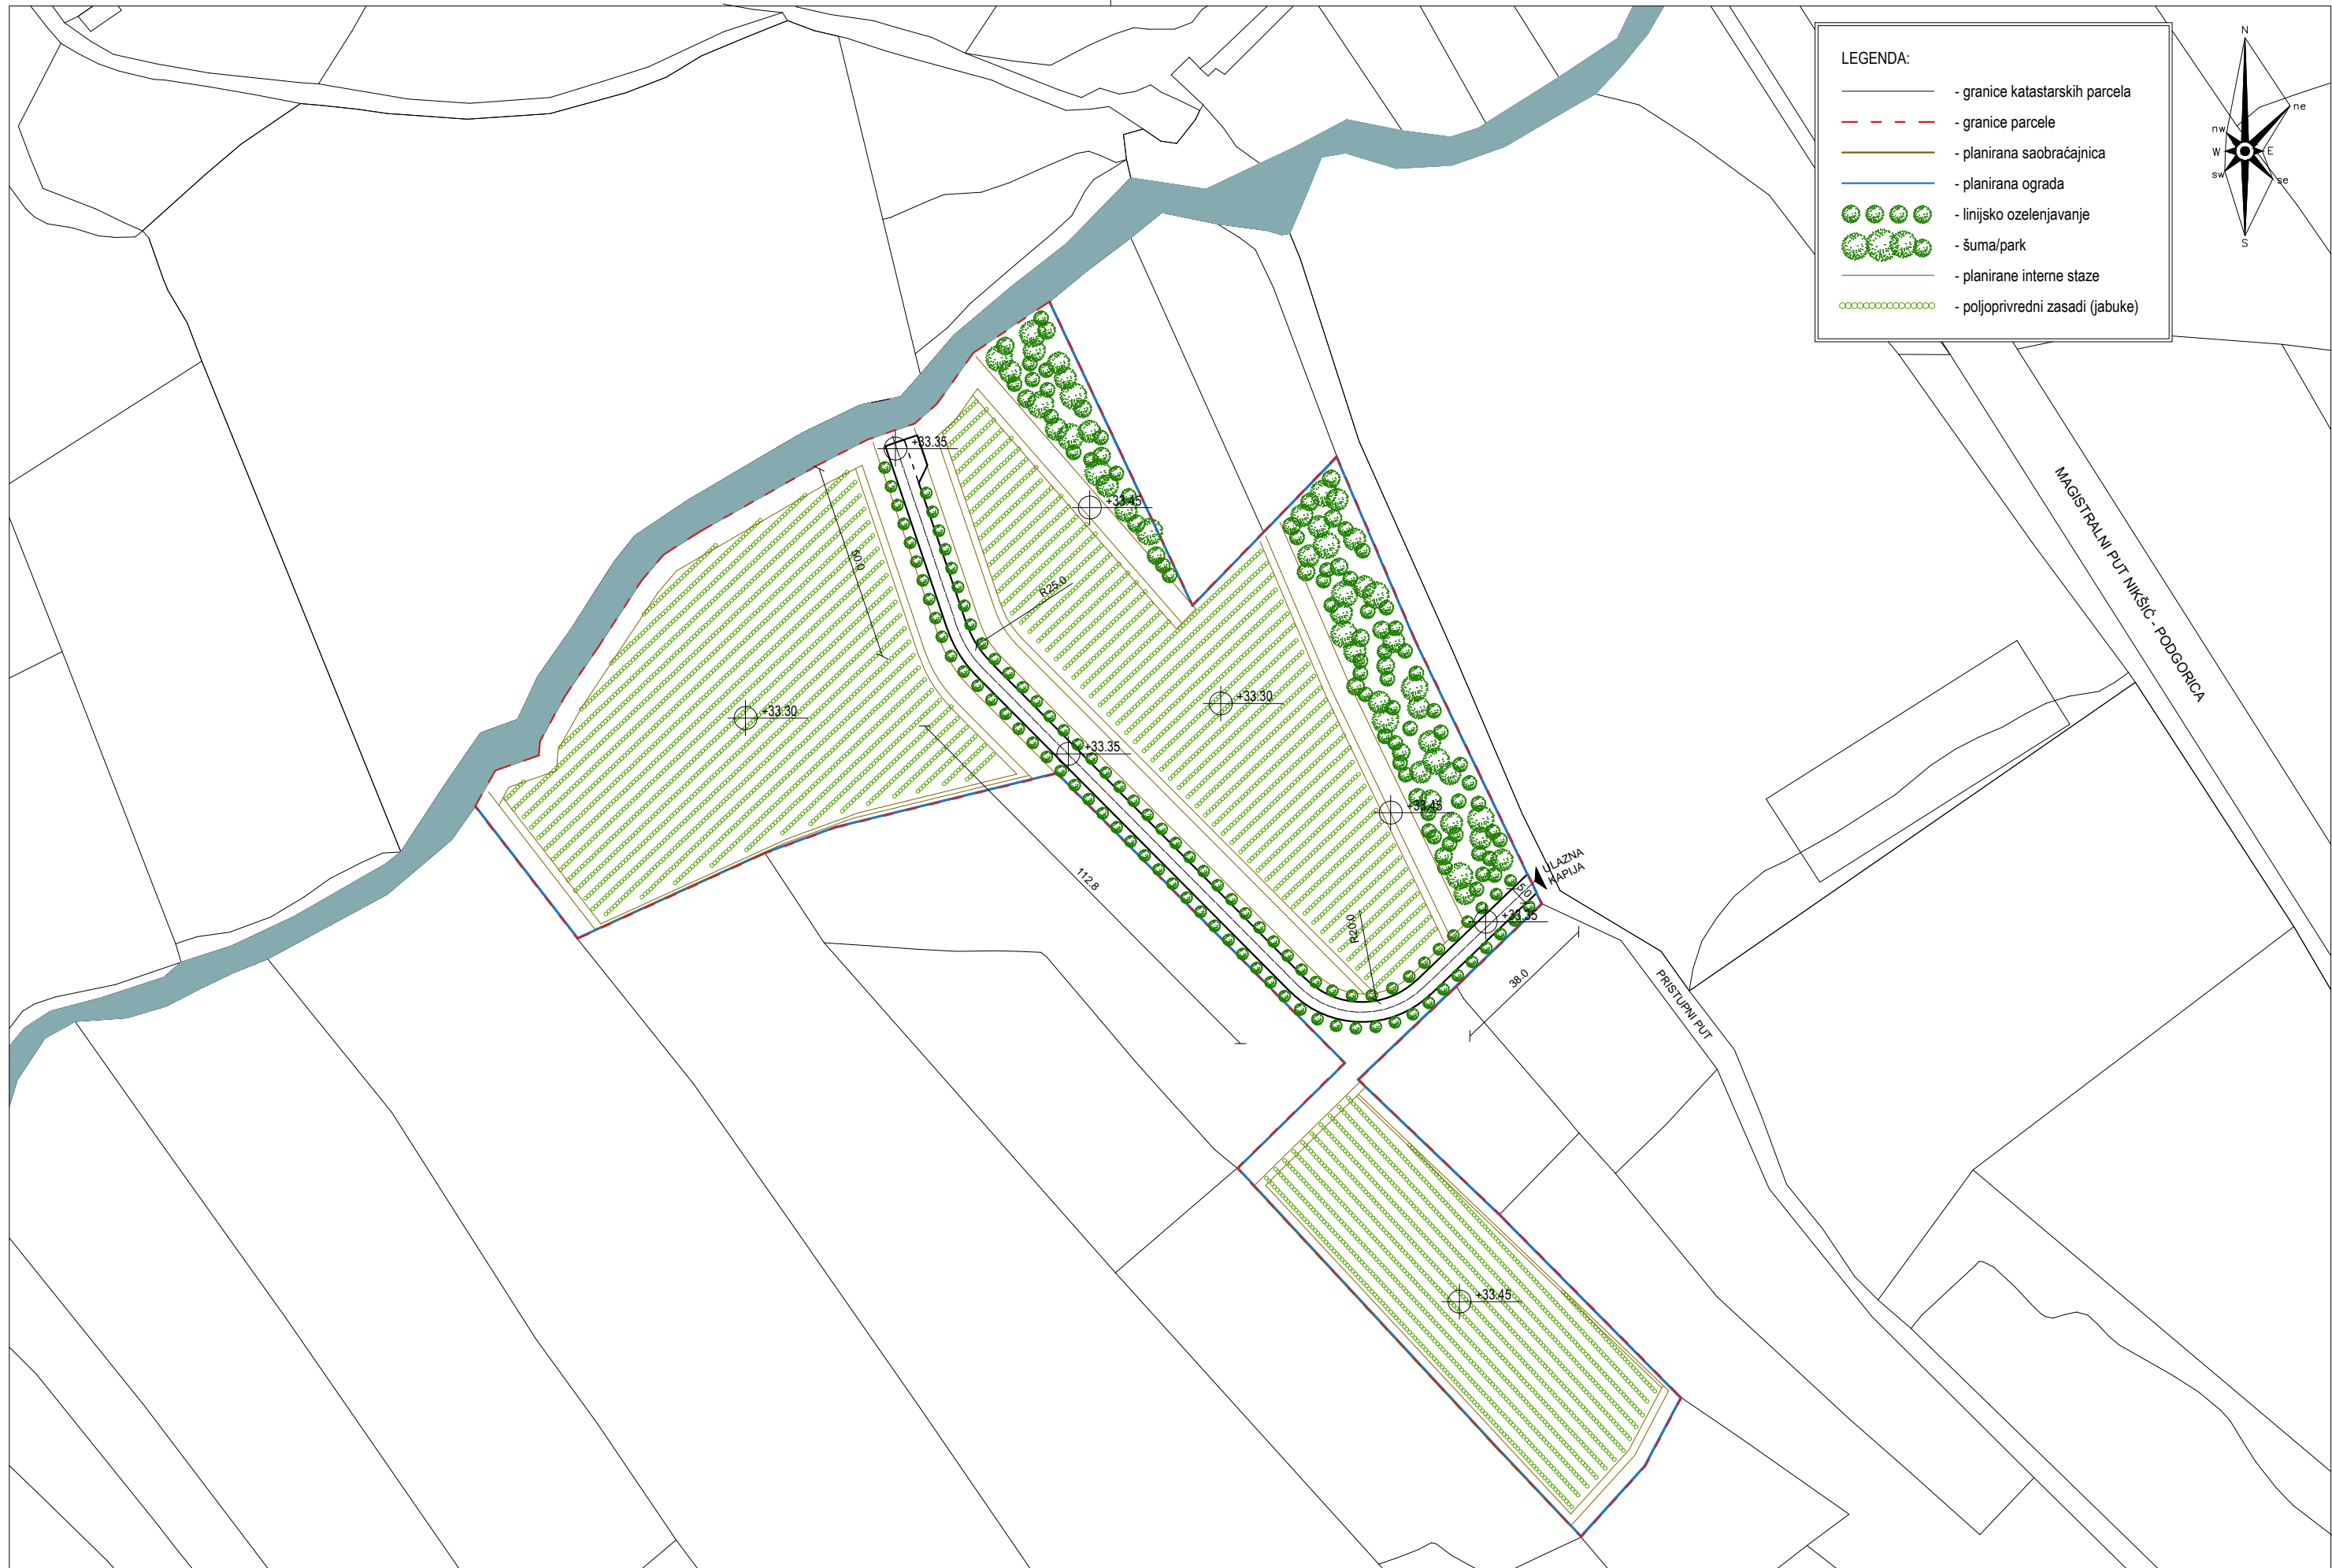 LEGENDA:
- granice katastarskih parcela
- granice parcele
- planirana saobraćajnica
- planirana ograda
- linijsko ozelenjavanje
- šuma/park
- planirane interne staze
- poljoprivredni zasadi (jabuke)
N
ne
nw
W
E
sw
se
S
MAGISTRALNI PUT NIKŠIĆ - PODGORICA
+33.35
+33.45
60.0
R25.0
+33.30
+33.30
+33.35
+33.45
112.8
ULAZNA
KAPIJA
5.0
+33.35
R20.0
38.0
PRISTUPNI PUT
+33.45